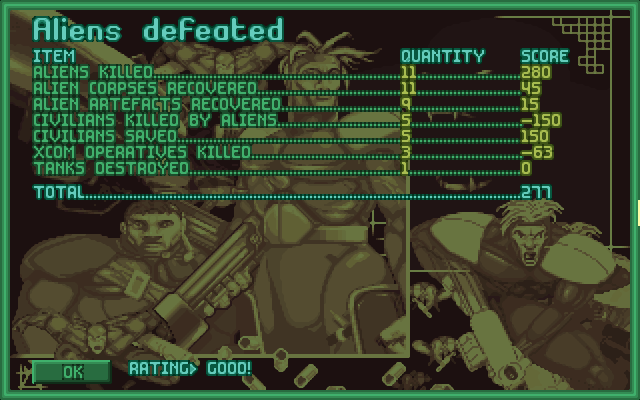 Aliens defeated
ITEM QUANTITY SCORE
ALIENS KILLED 11 280
ALIEN CORPSES RECOVERED 11 45
ALIEN ARTEFACTS RECOVERED 9 15
CIVILIANS KILLED BY ALIENS 5 -150
CIVILIANS SAVED 5 150
XCOM OPERATIVES KILLED 3 -63
TANKS DESTROYED 1 0
TOTAL 277
OK RATING> GOOD!